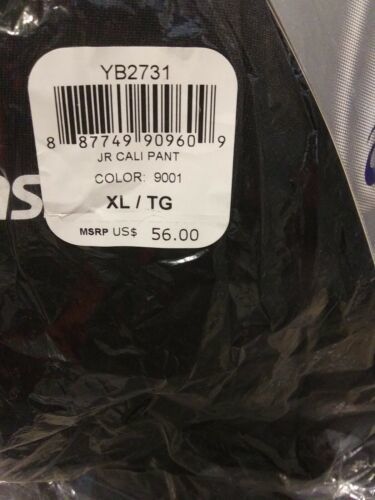 YB2731
8 87749 90960 9
JR CALI PANT
COLOR: 9001
XL / TG
MSRP US$ 56.00